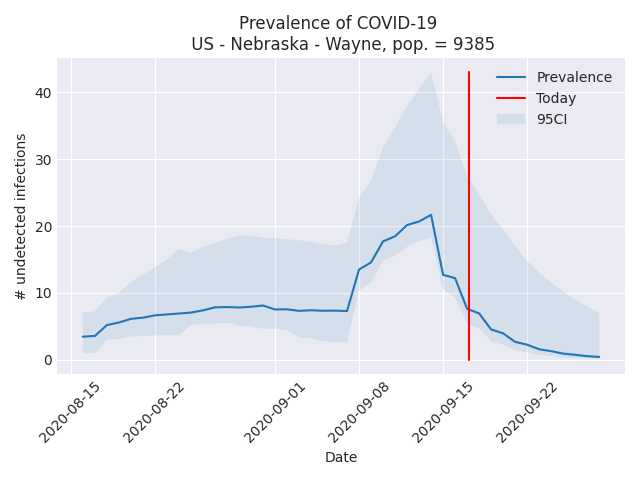 Prevalence of COVID-19
US - Nebraska - Wayne, pop. = 9385
Prevalence
Today
95CI
# undetected infections
40
30
20
10
0
2020-08-15
2020-08-22
2020-09-01
2020-09-08
2020-09-15
2020-09-22
Date